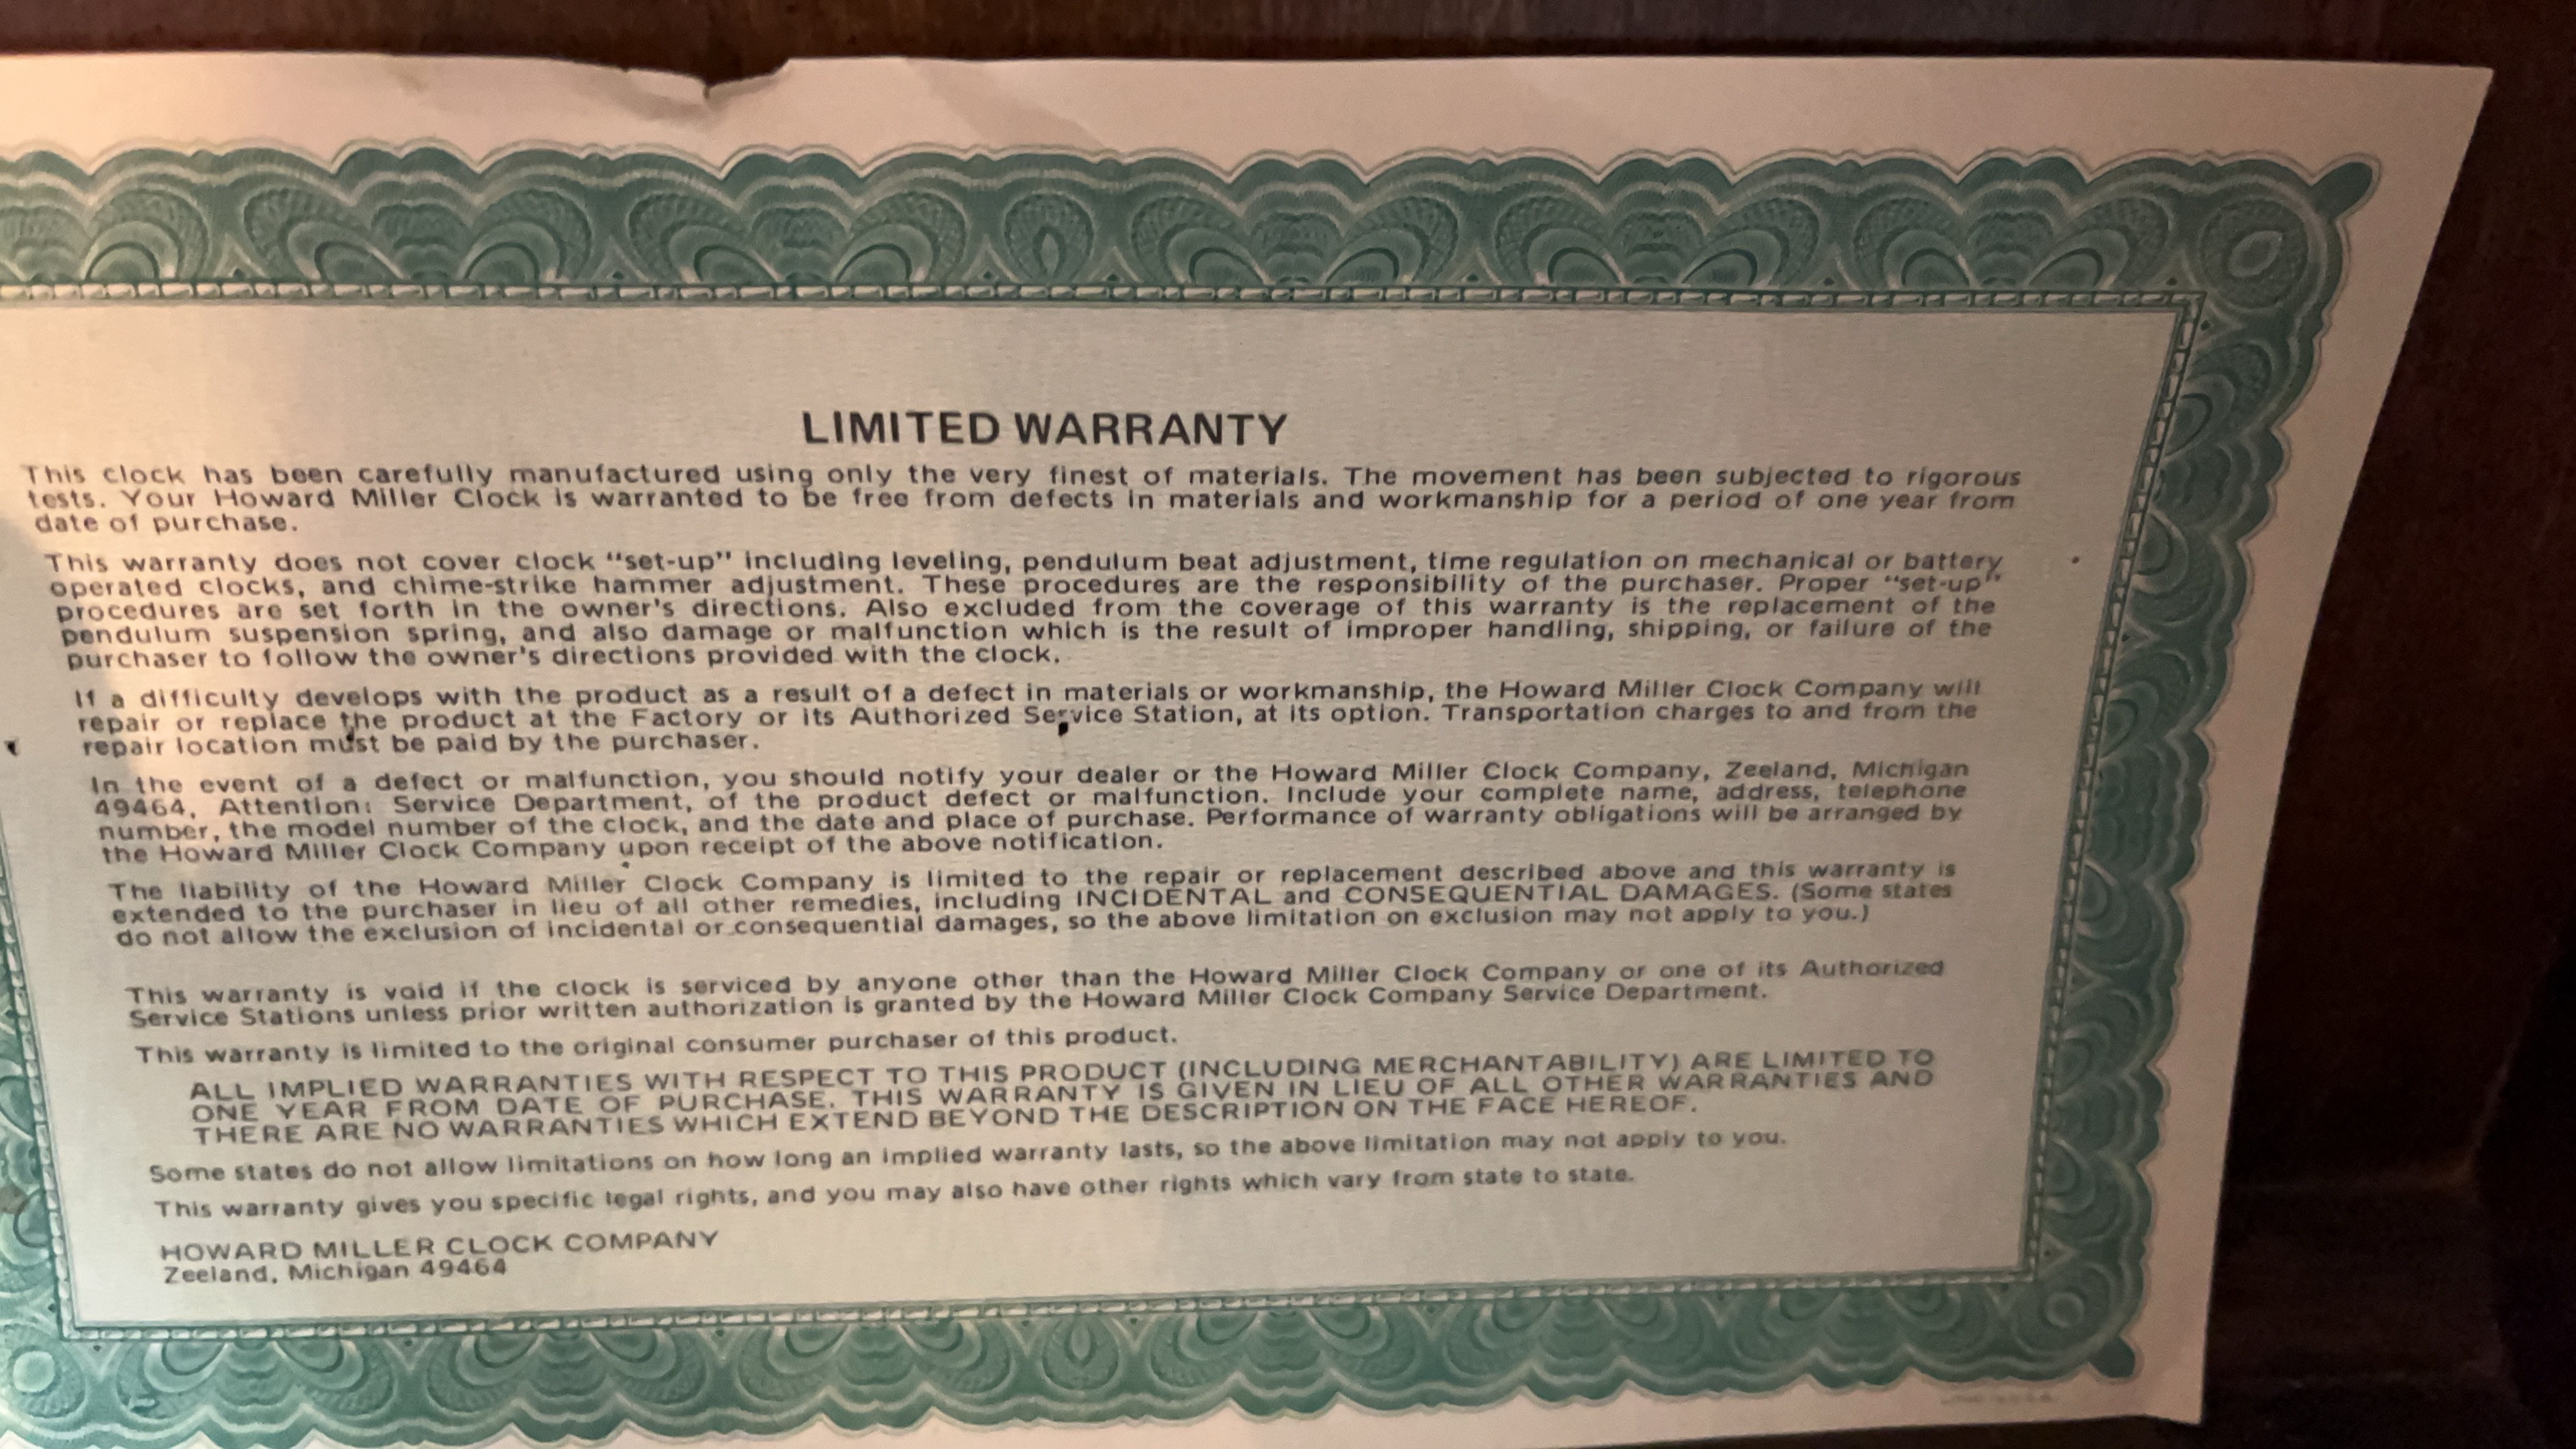 LIMITED WARRANTY
This clock has been carefully manufactured using only the very finest of materials. The movement has been subjected to rigorous
tests. Your Howard Miller Clock is warranted to be free from defects in materials and workmanship for a period of one year from
date of purchase.
This warranty does not cover clock "set-up" including leveling, pendulum beat adjustment, time regulation on mechanical or battery
operated clocks, and chime-strike hammer adjustment. These procedures are the responsibility of the purchaser. Proper "set-up"
procedures are set forth in the owner's directions. Also excluded from the coverage of this warranty is the replacement of the
pendulum suspension spring, and also damage or malfunction which is the result of improper handling, shipping, or failure of the
purchaser to follow the owner's directions provided with the clock.
If a difficulty develops with the product as a result of a defect in materials or workmanship, the Howard Miller Clock Company will
repair or replace the product at the Factory or its Authorized Service Station, at its option. Transportation charges to and from the
repair location must be paid by the purchaser.
In the event of a defect or malfunction, you should notify your dealer or the Howard Miller Clock Company, Zeeland, Michigan
49464, Attention: Service Department, of the product defect or malfunction. Include your complete name, address, telephone
number, the model number of the clock, and the date and place of purchase. Performance of warranty obligations will be arranged by
the Howard Miller Clock Company upon receipt of the above notification.
The liability of the Howard Miller Clock Company is limited to the repair or replacement described above and this warranty is
extended to the purchaser in lieu of all other remedies, including INCIDENTAL and CONSEQUENTIAL DAMAGES. (Some states
do not allow the exclusion of incidental or consequential damages, so the above limitation on exclusion may not apply to you.)
This warranty is void if the clock is serviced by anyone other than the Howard Miller Clock Company or one of its Authorized
Service Stations unless prior written authorization is granted by the Howard Miller Clock Company Service Department.
This warranty is limited to the original consumer purchaser of this product.
ALL IMPLIED WARRANTIES WITH RESPECT TO THIS PRODUCT (INCLUDING MERCHANTABILITY) ARE LIMITED TO
ONE YEAR FROM DATE OF PURCHASE. THIS WARRANTY IS GIVEN IN LIEU OF ALL OTHER WARRANTIES AND
THERE ARE NO WARRANTIES WHICH EXTEND BEYOND THE DESCRIPTION ON THE FACE HEREOF.
Some states do not allow limitations on how long an implied warranty lasts, so the above limitation may not apply to you.
This warranty gives you specific legal rights, and you may also have other rights which vary from state to state.
HOWARD MILLER CLOCK COMPANY
Zeeland, Michigan 49464